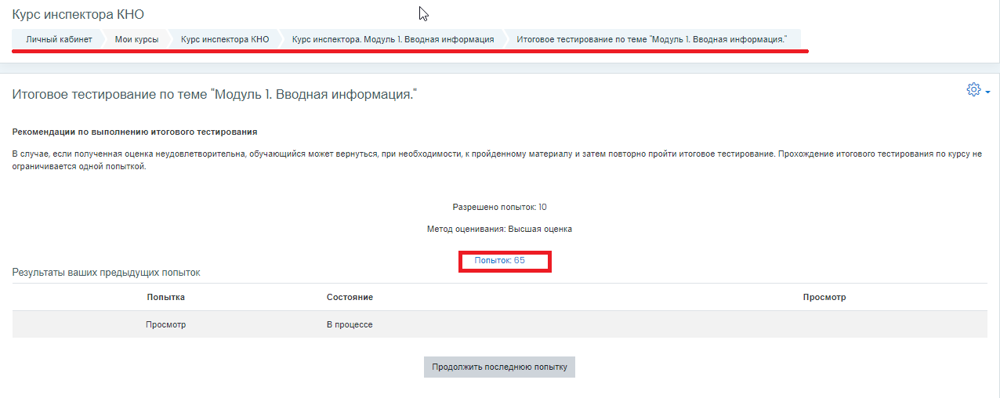 Курс инспектора КНО
Личный кабинет Мои курсы Курс инспектора КНО Курс инспектора. Модуль 1. Вводная информация Итоговое тестирование по теме "Модуль 1. Вводная информация."
Итоговое тестирование по теме "Модуль 1. Вводная информация."
Рекомендации по выполнению итогового тестирования
В случае, если полученная оценка неудовлетворительна, обучающийся может вернуться, при необходимости, к пройденному материалу и затем повторно пройти итоговое тестирование. Прохождение итогового тестирования по курсу не
ограничивается одной попыткой.
Разрешено попыток: 10
Метод оценивания: Высшая оценка
Попыток: 65
Результаты ваших предыдущих попыток
Попытка Состояние Просмотр
Просмотр В процессе
Продолжить последнюю попытку